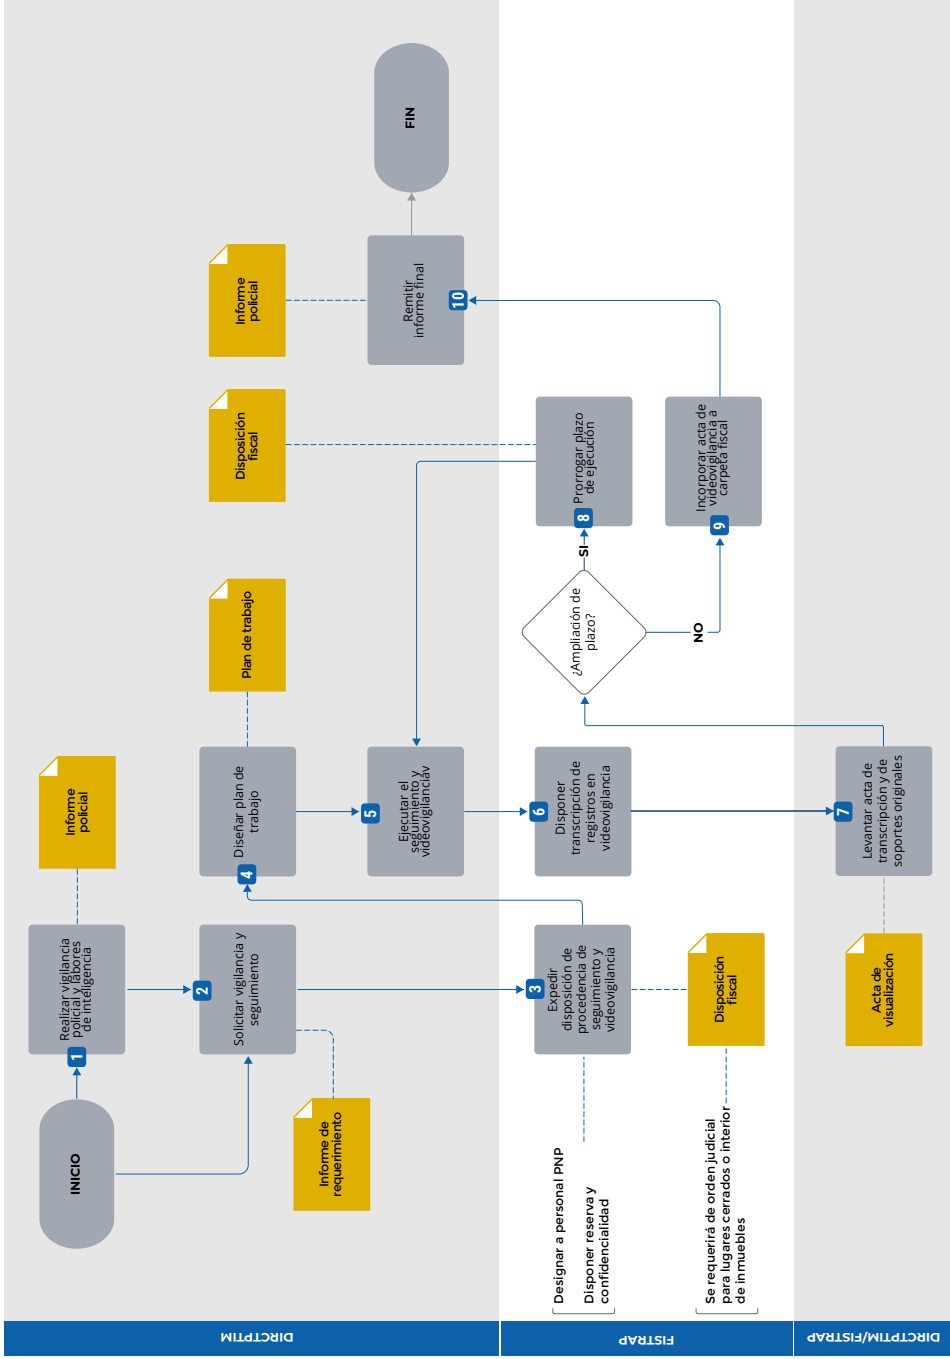 DIRCTPTIM
INICIO
1
Realizar vigilancia
policial y labores
de inteligencia
Informe
policial
2
Solicitar vigilancia y
seguimiento
Informe de
requerimiento
4
Diseñar plan de
trabajo
Plan de trabajo
5
Ejecutar el
seguimiento y
videovigilanciáv
Disposición
fiscal
Informe
policial
10
Remitir
informe final
FIN
FISTRAP
Designar a personal PNP
Disponer reserva y
confidencialidad
3
Expedir
disposición de
procedencia de
seguimiento y
videovigilancia
Se requerirá de orden judicial
para lugares cerrados o interior
de inmuebles
Disposición
fiscal
6
Disponer
transcripción de
registros en
videovigilancia
¿Ampliación de
plazo?
SI
NO
8
Prorrogar plazo
de ejecución
9
Incorporar acta de
videovigilancia a
carpeta fiscal
DIRCTPTIM/FISTRAP
Acta de
visualización
7
Levantar acta de
transcripción y de
soportes originales